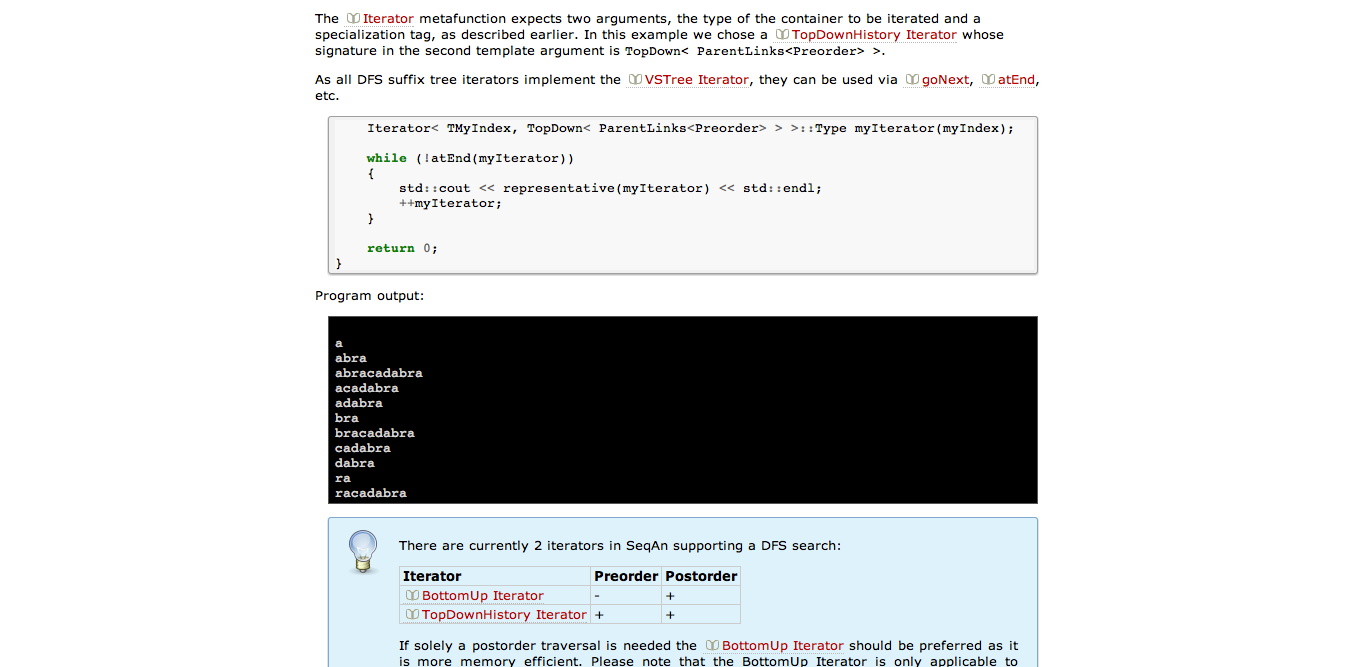 The Iterator metafunction expects two arguments, the type of the container to be iterated and a
specialization tag, as described earlier. In this example we chose a TopDownHistory Iterator whose
signature in the second template argument is TopDown< ParentLinks<Preorder> >.
As all DFS suffix tree iterators implement the VSTree Iterator, they can be used via goNext, atEnd,
etc.
Iterator< TMyIndex, TopDown< ParentLinks<Preorder> > >::Type myIterator(myIndex);
while (!atEnd(myIterator))
{
std::cout << representative(myIterator) << std::endl;
++myIterator;
}
return 0;
}
Program output:
a
abra
abracadabra
acadabra
adabra
bra
bracadabra
cadabra
dabra
ra
racadabra
There are currently 2 iterators in SeqAn supporting a DFS search:
Iterator Preorder Postorder
BottomUp Iterator - +
TopDownHistory Iterator + +
If solely a postorder traversal is needed the BottomUp Iterator should be preferred as it
is more memory efficient. Please note that the BottomUp Iterator is only applicable to